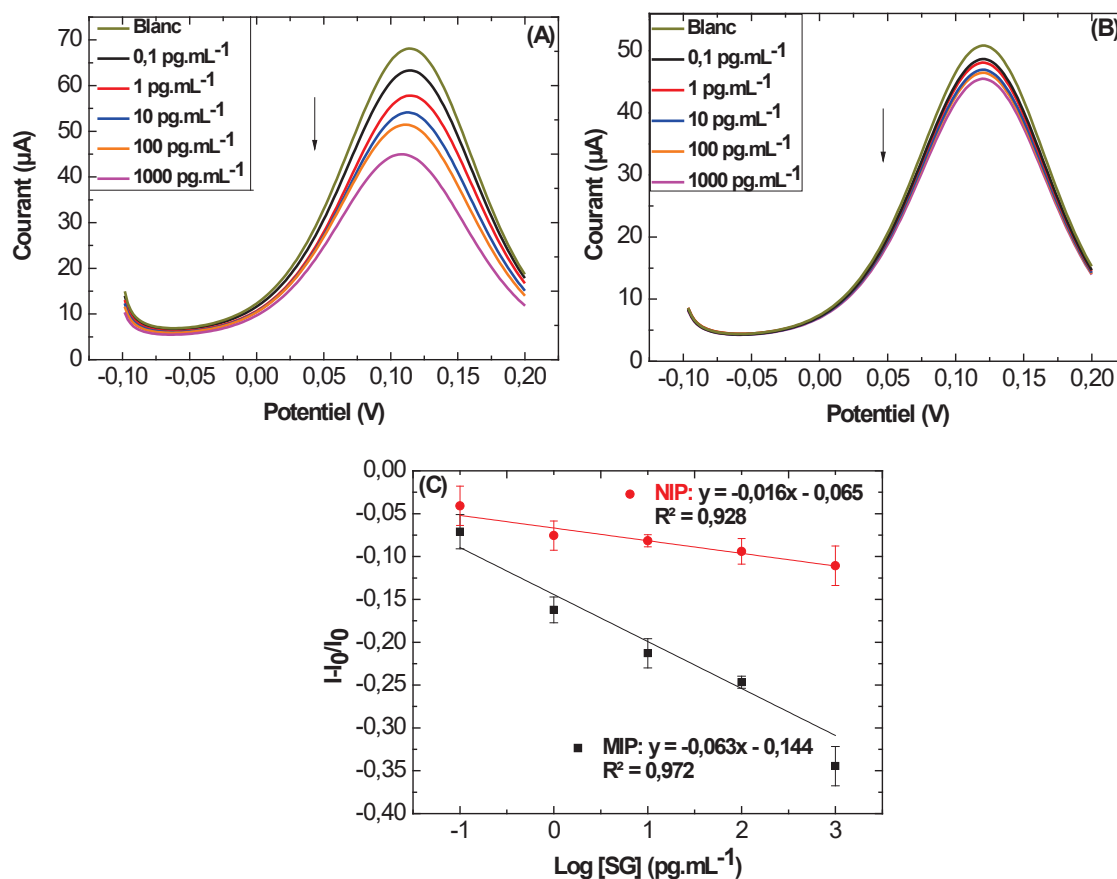 (A)
Blanc
0,1 pg.mL-1
1 pg.mL-1
10 pg.mL-1
100 pg.mL-1
1000 pg.mL-1
70
60
50
40
30
20
10
0
Courant (µA)
-0,10 -0,05 0,00 0,05 0,10 0,15 0,20
Potentiel (V)
(B)
Blanc
0,1 pg.mL-1
1 pg.mL-1
10 pg.mL-1
100 pg.mL-1
1000 pg.mL-1
50
40
30
20
10
0
Courant (µA)
-0,10 -0,05 0,00 0,05 0,10 0,15 0,20
Potentiel (V)
(C)
NIP: y = -0,016x - 0,065
R² = 0,928
MIP: y = -0,063x - 0,144
R² = 0,972
0,00
-0,05
-0,10
-0,15
-0,20
-0,25
-0,30
-0,35
-0,40
I-I0/I0
-1 0 1 2 3
Log [SG] (pg.mL-1)